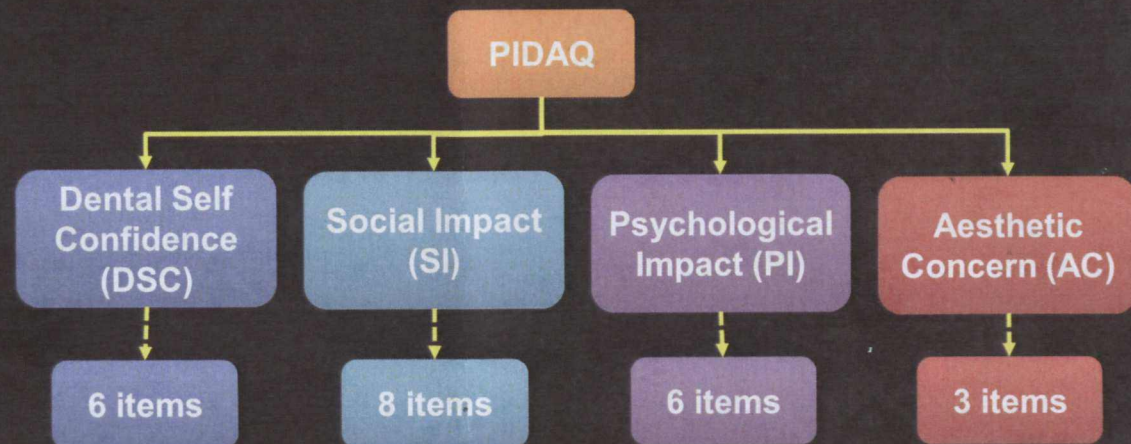 PIDAQ
Dental Self
Confidence
(DSC)
Social Impact
(SI)
Psychological
Impact (PI)
Aesthetic
Concern (AC)
6 items
8 items
6 items
3 items